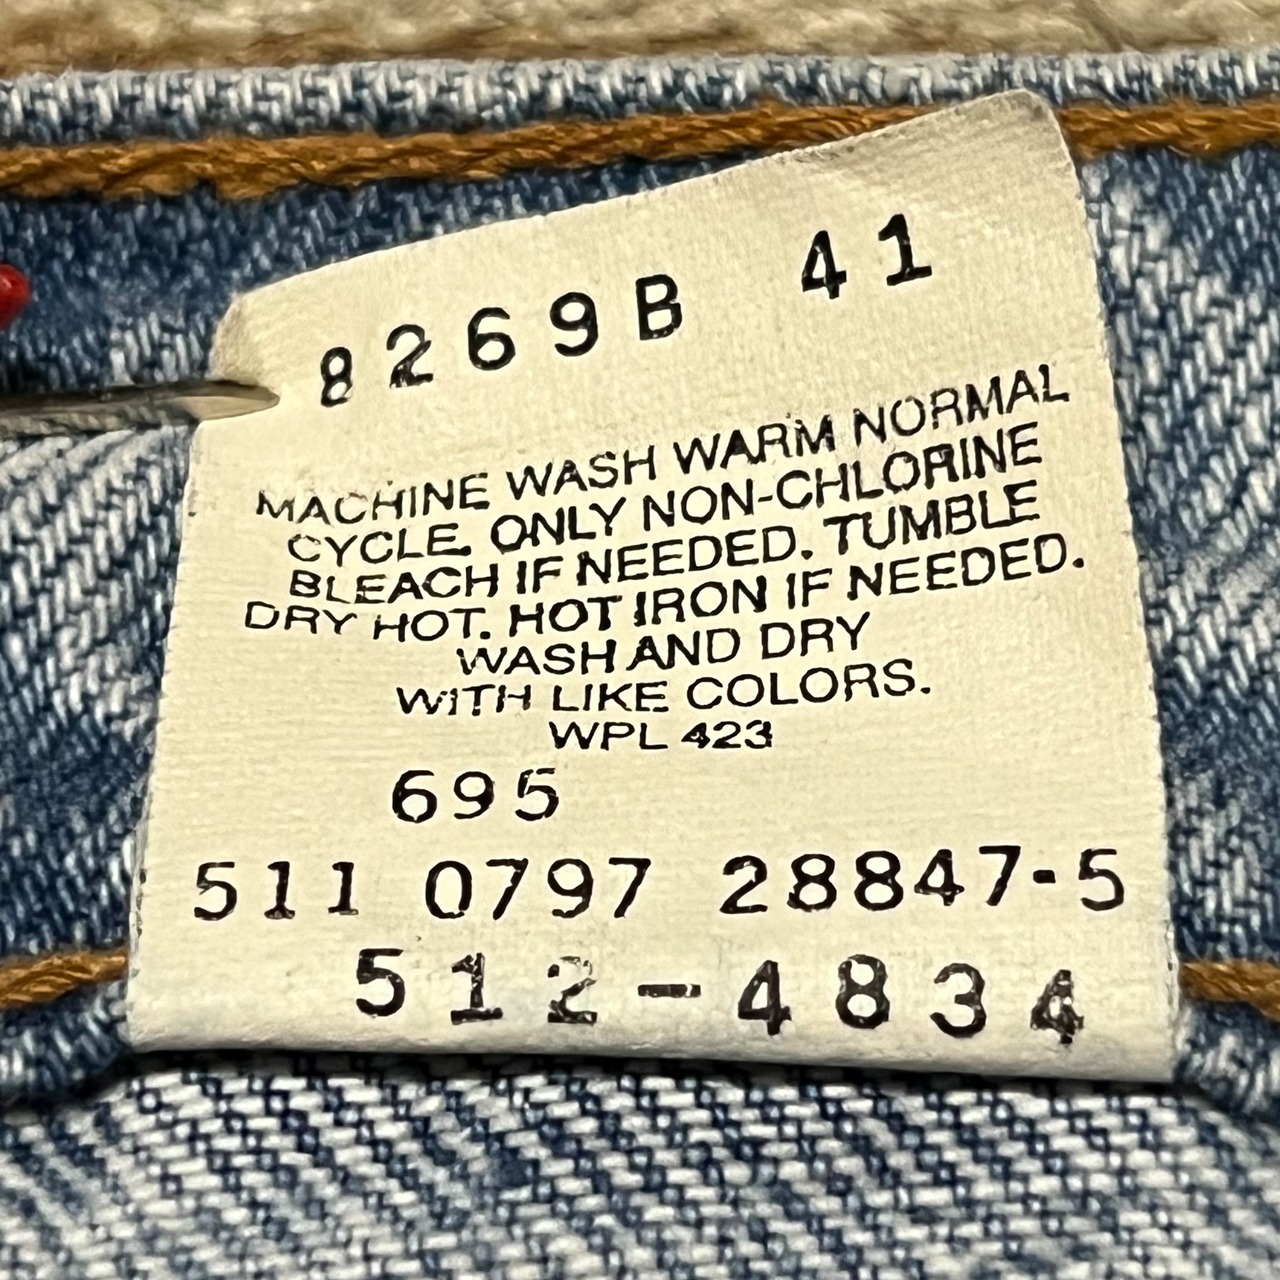 8269B 41
MACHINE WASH WARM NORMAL
CYCLE. ONLY NON-CHLORINE
BLEACH IF NEEDED. TUMBLE
DRY HOT. HOT IRON IF NEEDED.
WASH AND DRY
WITH LIKE COLORS.
WPL 423
695
511 0797 28847-5
512-4834